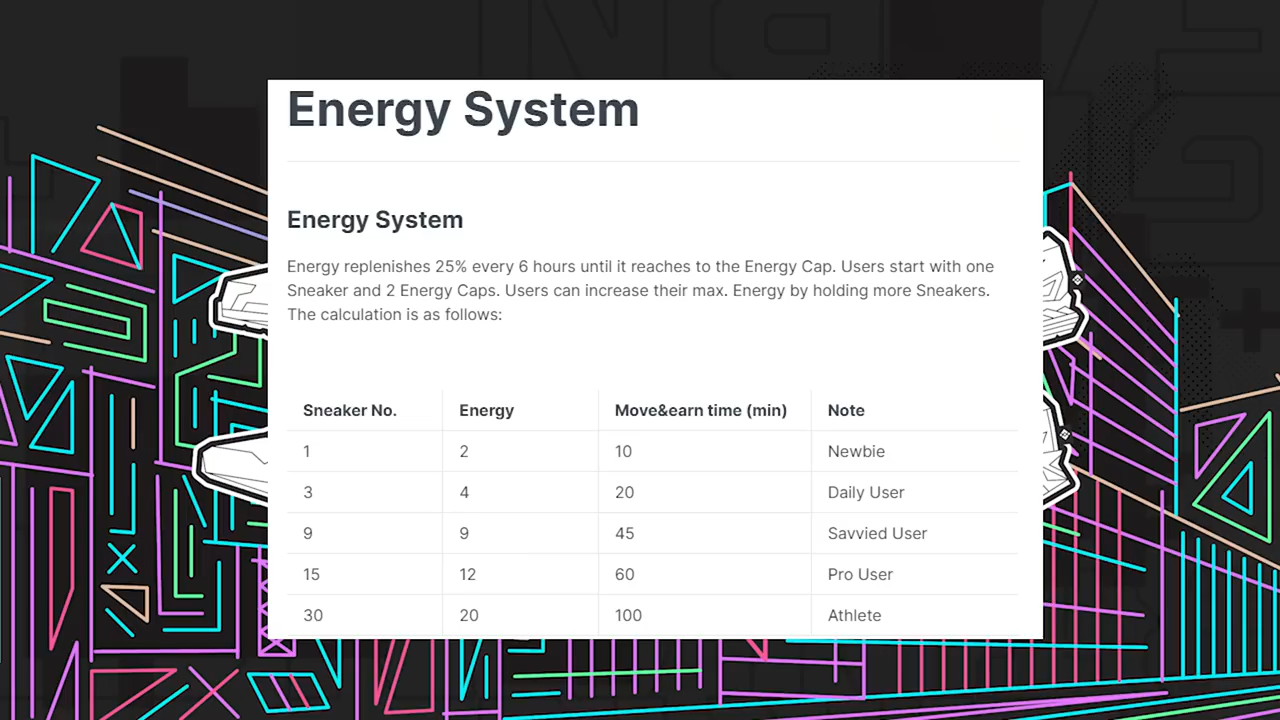 Energy System
Energy System
Energy replenishes 25% every 6 hours until it reaches to the Energy Cap. Users start with one
Sneaker and 2 Energy Caps. Users can increase their max. Energy by holding more Sneakers.
The calculation is as follows:
Sneaker No. Energy Move&earn time (min) Note
1 2 10 Newbie
3 4 20 Daily User
9 9 45 Savvied User
15 12 60 Pro User
30 20 100 Athlete